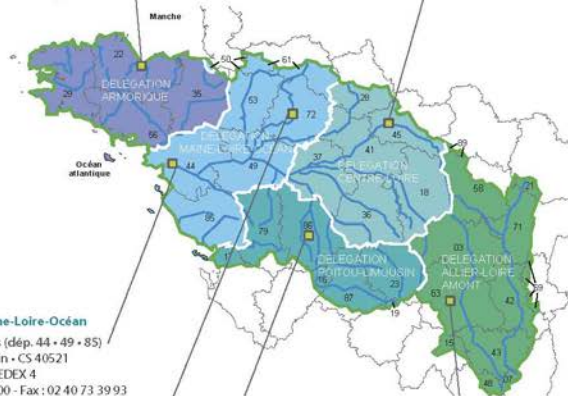 Manche
50
61
22
DÉLÉGATION
ARMORIQUE
29
35
56
53
72
28
45
DÉLÉGATION
MAINE-LOIRE-OCÉAN
Océan
atlantique
44
49
37
41
DÉLÉGATION
CENTRE-LOIRE
18
36
89
58
21
71
85
79
86
DÉLÉGATION
POITOU-LIMOUSIN
16
23
87
19
03
DÉLÉGATION
ALLIER-LOIRE
AMONT
63
42
69
15
43
48
07
ne-Loire-Océan
(dép. 44 • 49 • 85)
n • CS 40521
EDEX 4
00 - Fax : 02 40 73 39 93